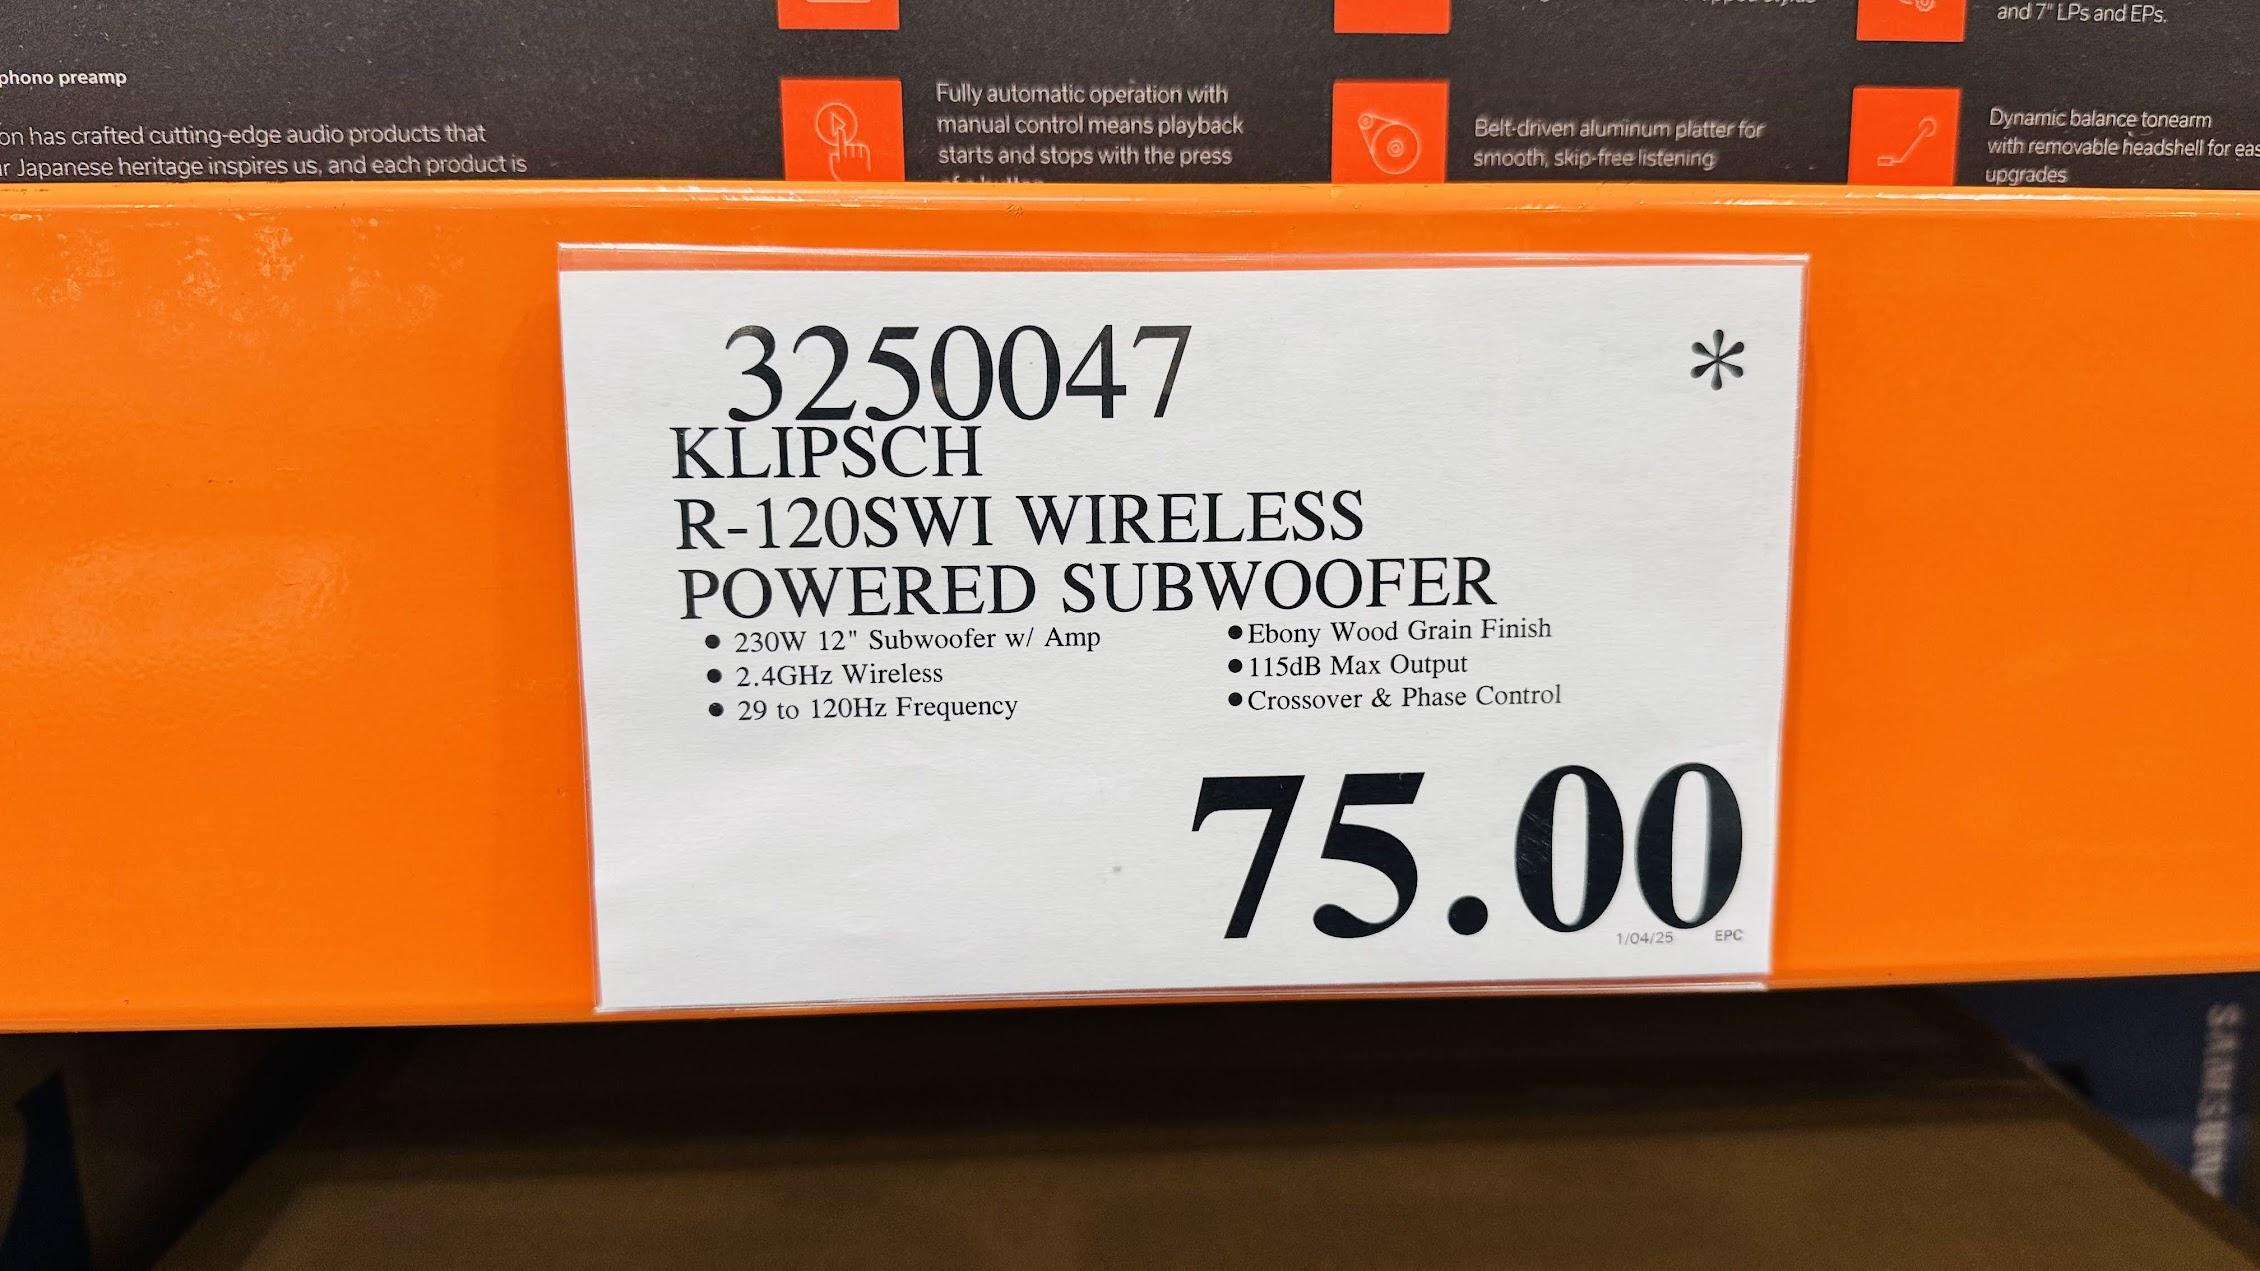 and 7" LPs and EPs.
phono preamp
on has crafted cutting-edge audio products that
r Japanese heritage inspires us, and each product is
Fully automatic operation with
manual control means playback
starts and stops with the press
of a button
Belt-driven aluminum platter for
smooth, skip-free listening
Dynamic balance tonearm
with removable headshell for eas
upgrades
3250047
*
KLIPSCH
R-120SWI WIRELESS
POWERED SUBWOOFER
• 230W 12" Subwoofer w/ Amp
• 2.4GHz Wireless
• 29 to 120Hz Frequency
• Ebony Wood Grain Finish
• 115dB Max Output
• Crossover & Phase Control
75.00
1/04/25 EPC
SAMSUNG